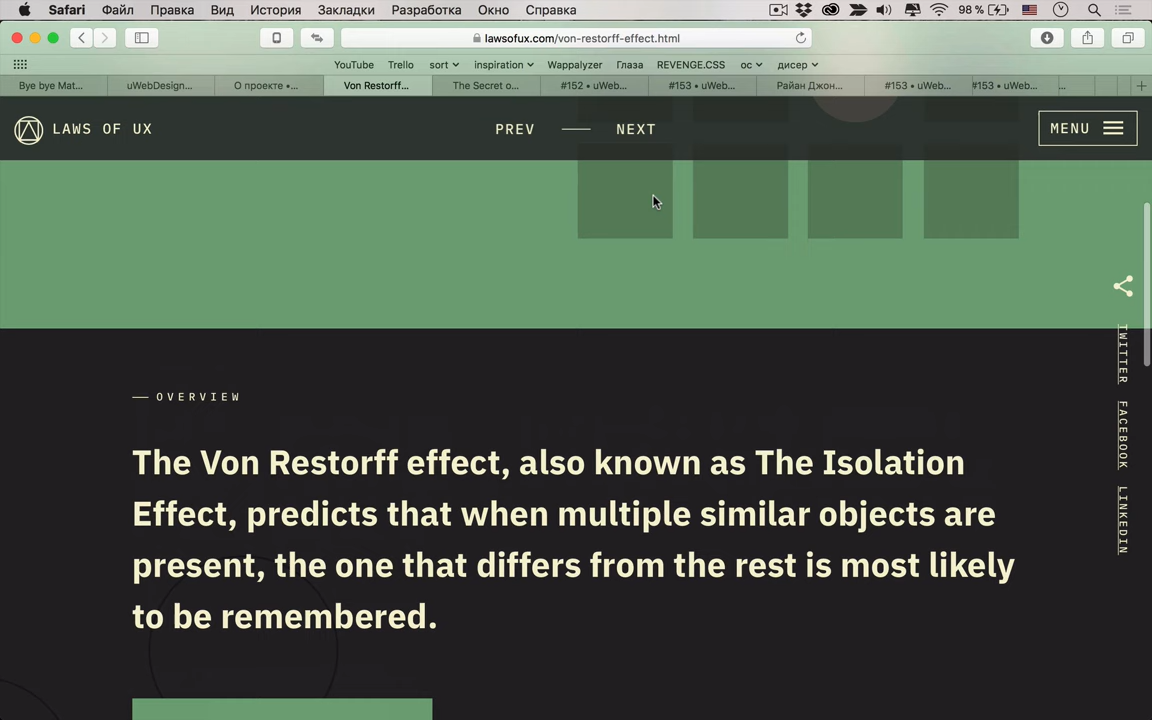 Safari Файл Правка Вид История Закладки Разработка Окно Справка 98 %
lawsofux.com/von-restorff-effect.html
YouTube Trello sort inspiration Wappalyzer Глаза REVENGE.CSS ос дисер
Bye bye Mat... uWebDesign... О проекте •... Von Restorff... The Secret o... #152 • uWeb... #153 • uWeb... Райан Джон... #153 • uWeb... #153 • uWe... ...
LAWS OF UX PREV NEXT MENU
TWITTER
FACEBOOK
LINKEDIN
OVERVIEW
The Von Restorff effect, also known as The Isolation
Effect, predicts that when multiple similar objects are
present, the one that differs from the rest is most likely
to be remembered.